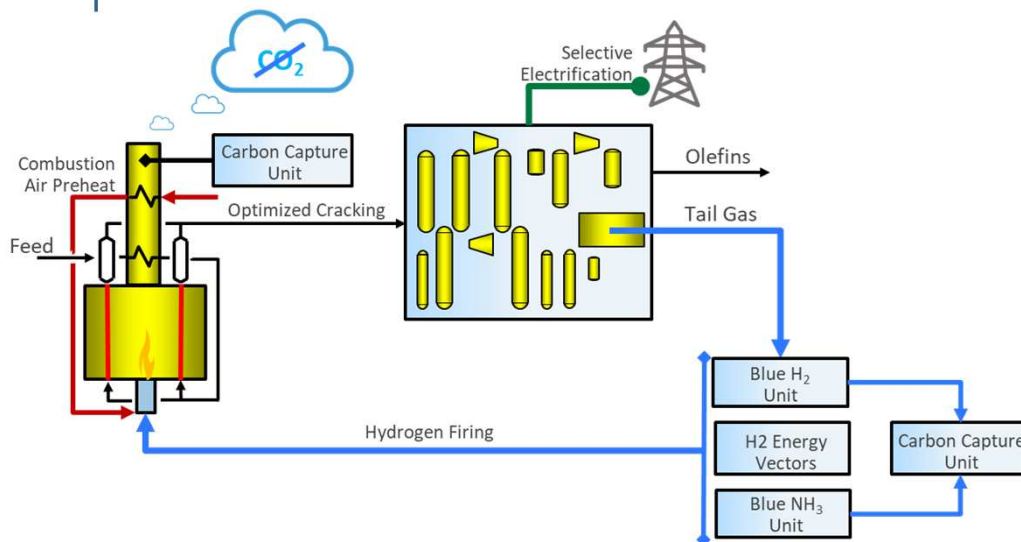 CO₂
Selective
Electrification
Carbon Capture
Unit
Combustion
Air Preheat
Olefins
Optimized Cracking
Tail Gas
Feed
Blue H₂
Unit
Hydrogen Firing
H2 Energy
Vectors
Carbon Capture
Unit
Blue NH₃
Unit